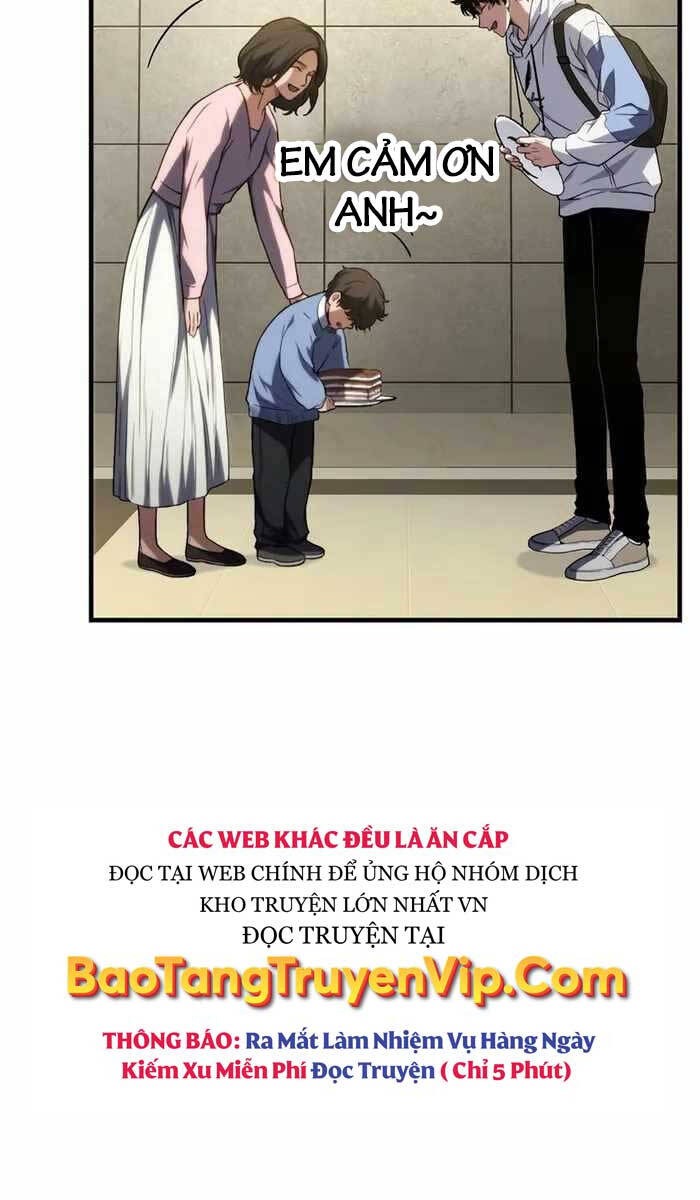 EM CẢM ƠN
ANH~
CÁC WEB KHÁC ĐỀU LÀ ĂN CẮP
ĐỌC TẠI WEB CHÍNH ĐỂ ỦNG HỘ NHÓM DỊCH
KHO TRUYỆN LỚN NHẤT VN
ĐỌC TRUYỆN TẠI
BaoTangTruyenVip.Com
THÔNG BÁO: Ra Mắt Làm Nhiệm Vụ Hàng Ngày
Kiếm Xu Miễn Phí Đọc Truyện ( Chỉ 5 Phút)